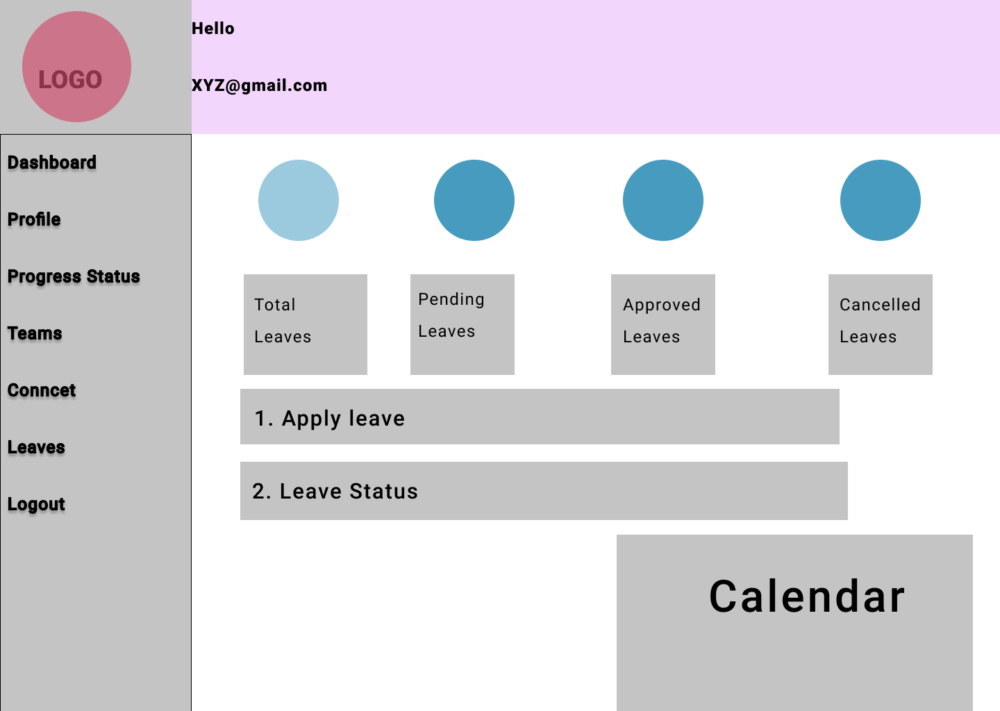 LOGO
Hello
XYZ@gmail.com
Dashboard
Profile
Progress Status
Teams
Conncet
Leaves
Logout
Total
Leaves
Pending
Leaves
Approved
Leaves
Cancelled
Leaves
1. Apply leave
2. Leave Status
Calendar